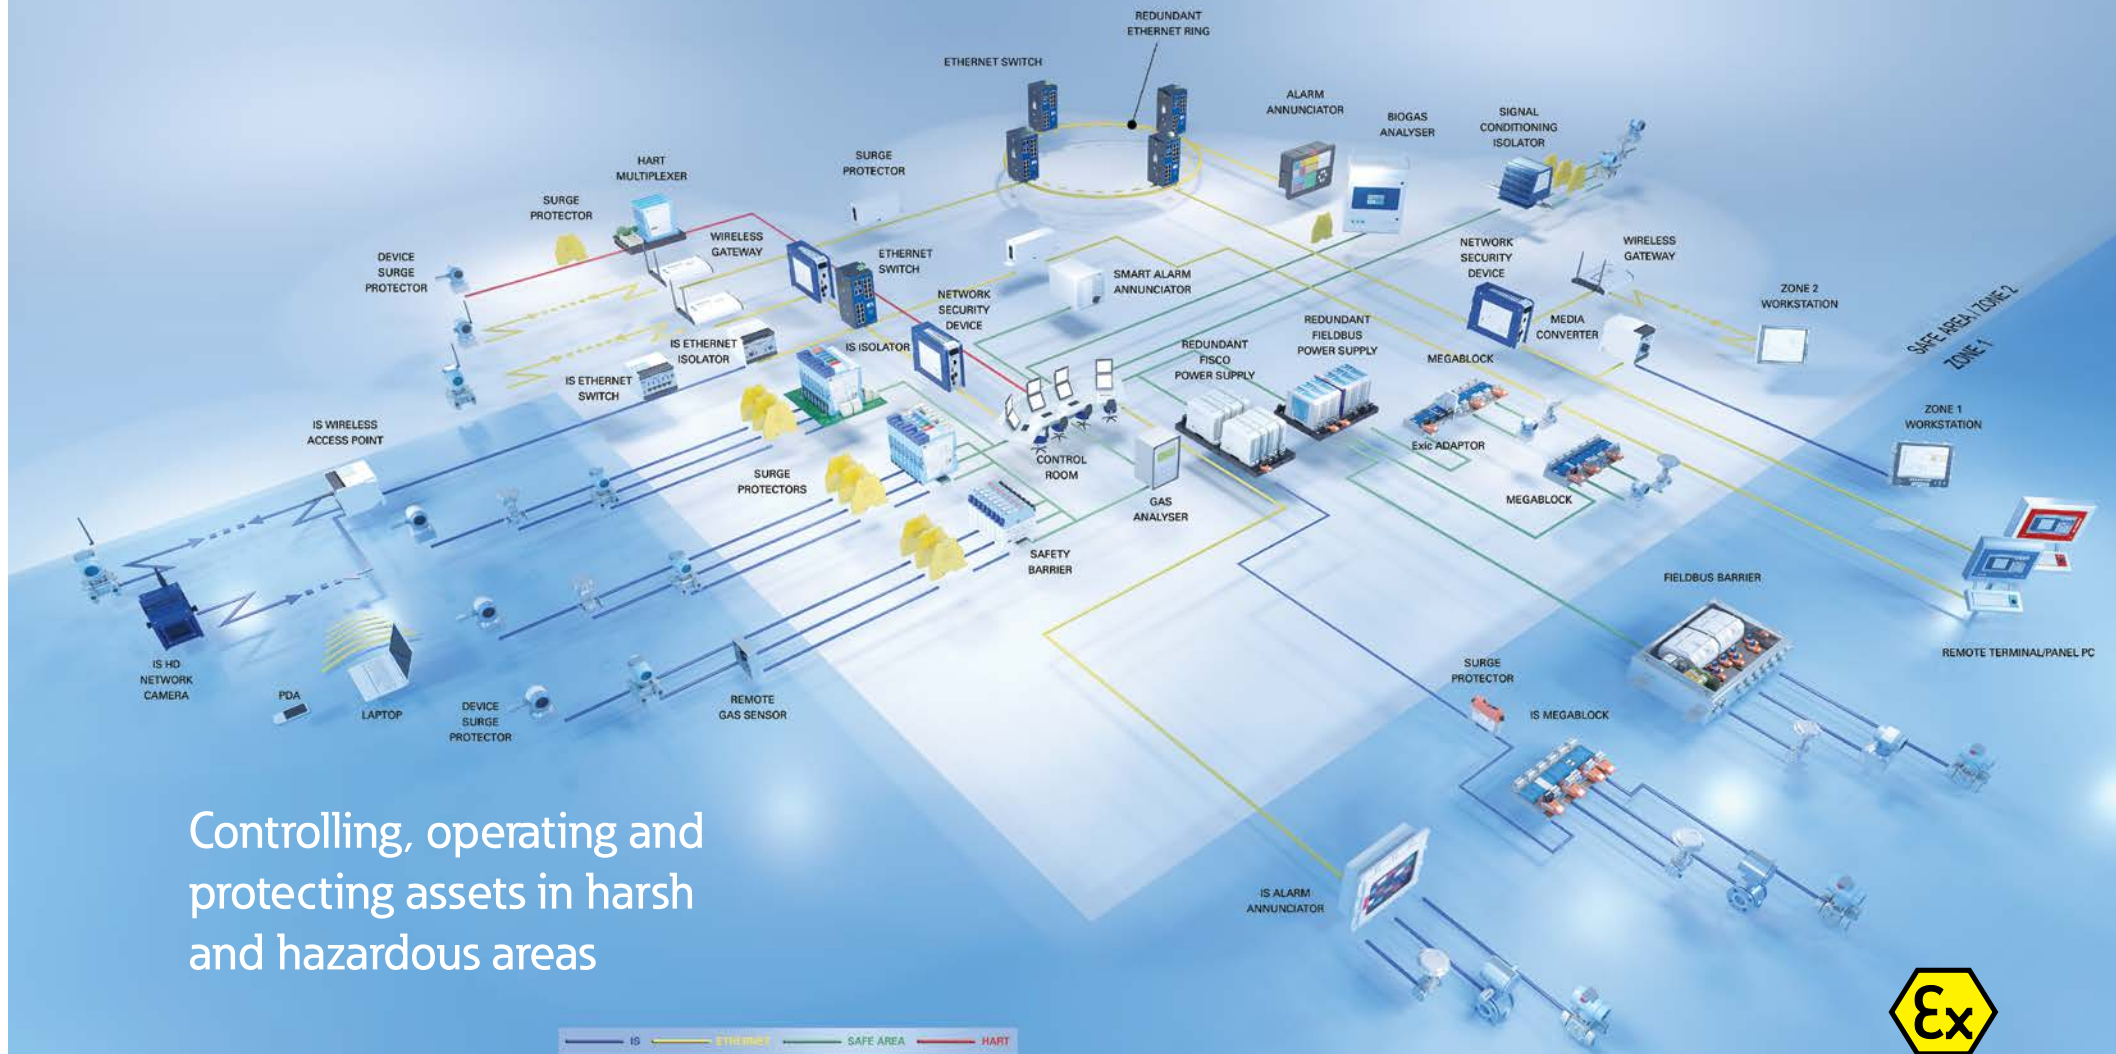 REDUNDANT
ETHERNET RING
ETHERNET SWITCH
ALARM
ANNUNCIATOR
BIOGAS
ANALYSER
SIGNAL
CONDITIONING
ISOLATOR
SURGE
PROTECTOR
HART
MULTIPLEXER
SURGE
PROTECTOR
WIRELESS
GATEWAY
DEVICE
SURGE
PROTECTOR
ETHERNET
SWITCH
SMART ALARM
ANNUNCIATOR
NETWORK
SECURITY
DEVICE
WIRELESS
GATEWAY
ZONE 2
WORKSTATION
SAFE AREA / ZONE 2
ZONE 1
NETWORK
SECURITY
DEVICE
MEDIA
CONVERTER
REDUNDANT
FIELDBUS
POWER SUPPLY
REDUNDANT
FISCO
POWER SUPPLY
MEGABLOCK
IS ETHERNET
ISOLATOR
IS ISOLATOR
IS ETHERNET
SWITCH
IS WIRELESS
ACCESS POINT
ZONE 1
WORKSTATION
Exic ADAPTOR
CONTROL
ROOM
SURGE
PROTECTORS
GAS
ANALYSER
MEGABLOCK
SAFETY
BARRIER
FIELDBUS BARRIER
REMOTE TERMINAL/PANEL PC
IS HD
NETWORK
CAMERA
PDA
LAPTOP
DEVICE
SURGE
PROTECTOR
REMOTE
GAS SENSOR
SURGE
PROTECTOR
IS MEGABLOCK
IS ALARM
ANNUNCIATOR
Controlling, operating and
protecting assets in harsh
and hazardous areas
IS ETHERNET SAFE AREA HART
Ex